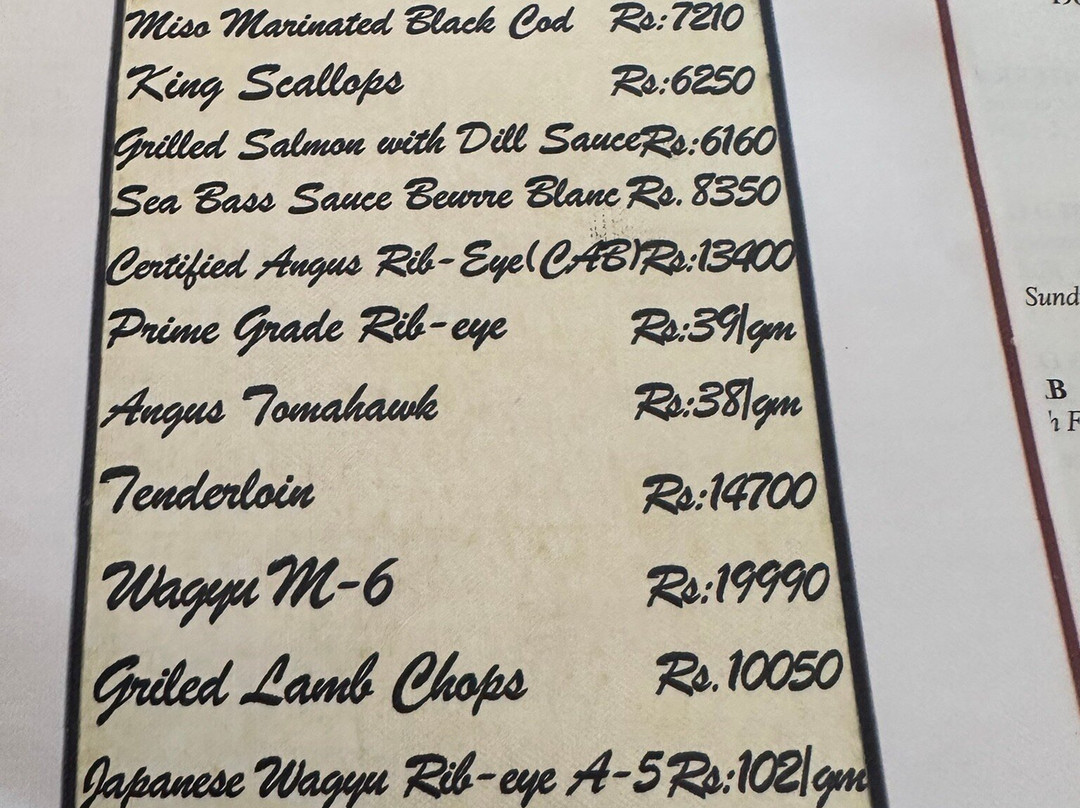 Miso Marinated Black Cod Rs:7210
King Scallops Rs:6250
Grilled Salmon with Dill Sauce Rs:6160
Sea Bass Sauce Beurre Blanc Rs. 8350
Certified Angus Rib-Eye(CAB) Rs:13400
Prime Grade Rib-eye Rs:39/gm
Angus Tomahawk Rs:38/gm
Tenderloin Rs:14700
Wagyu M-6 Rs:19990
Griled Lamb Chops Rs. 10050
Japanese Wagyu Rib-eye A-5 Rs:102/gm
Sund
B